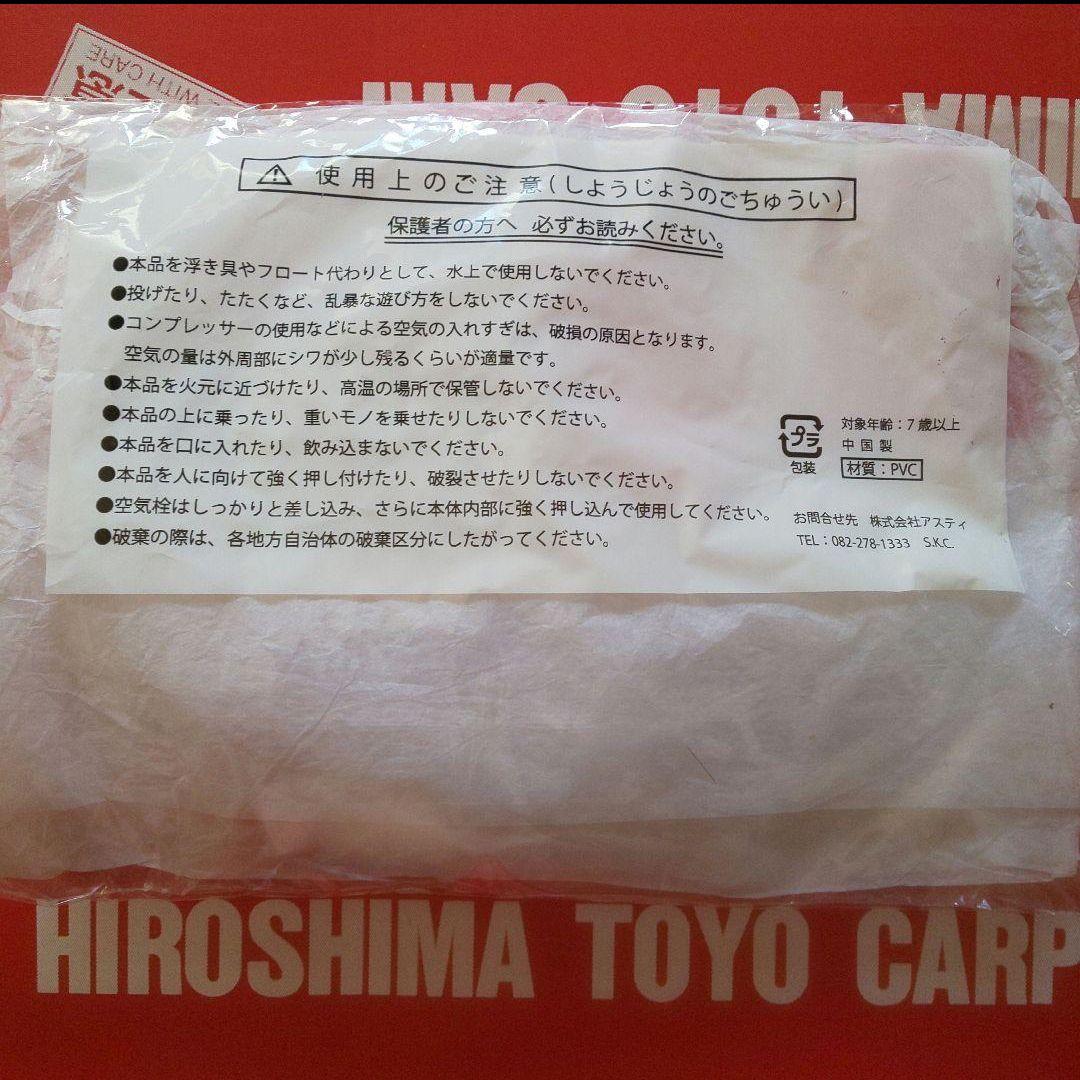 WITH CARE
注
HIROSHIMA TOYO CARP
使用上のご注意(しようじょうのごちゅうい)
保護者の方へ 必ずお読みください。
●本品を浮き具やフロート代わりとして、水上で使用しないでください。
●投げたり、たたくなど、乱暴な遊び方をしないでください。
●コンプレッサーの使用などによる空気の入れすぎは、破損の原因となります。
空気の量は外周部にシワが少し残るくらいが適量です。
●本品を火元に近づけたり、高温の場所で保管しないでください。
●本品の上に乗ったり、重いモノを乗せたりしないでください。
●本品を口に入れたり、飲み込まないでください。
●本品を人に向けて強く押し付けたり、破裂させたりしないでください。
●空気栓はしっかりと差し込み、さらに本体内部に強く押し込んで使用してください。
●破棄の際は、各地方自治体の破棄区分にしたがってください。
プラ
包装
対象年齢:7歳以上
中国製
材質:PVC
お問合せ先 株式会社アスティ
TEL:082-278-1333 S.K.C.
HIROSHIMA TOYO CARP